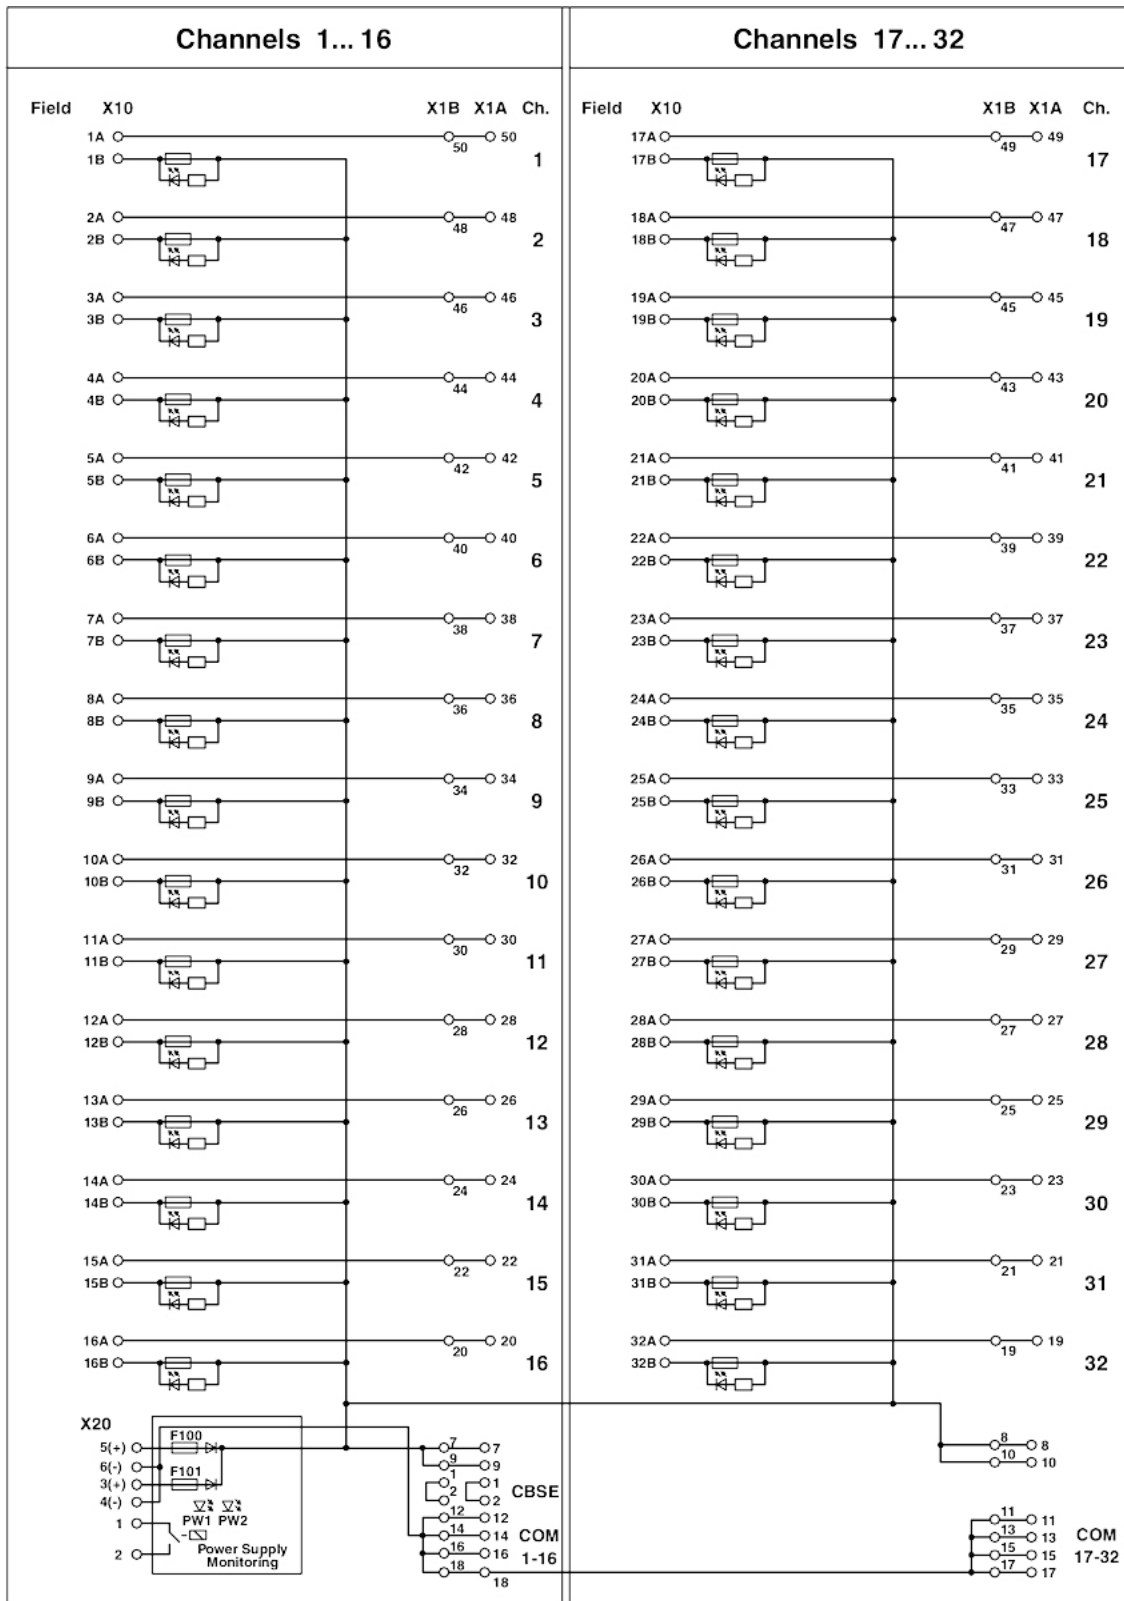 Channels 1... 16
Channels 17... 32
Field X10 X1B X1A Ch.
Field X10 X1B X1A Ch.
1A 50 50
1B 1
2A 48 48
2B 2
3A 46 46
3B 3
4A 44 44
4B 4
5A 42 42
5B 5
6A 40 40
6B 6
7A 38 38
7B 7
8A 36 36
8B 8
9A 34 34
9B 9
10A 32 32
10B 10
11A 30 30
11B 11
12A 28 28
12B 12
13A 26 26
13B 13
14A 24 24
14B 14
15A 22 22
15B 15
16A 20 20
16B 16
17A 49 49
17B 17
18A 47 47
18B 18
19A 45 45
19B 19
20A 43 43
20B 20
21A 41 41
21B 21
22A 39 39
22B 22
23A 37 37
23B 23
24A 35 35
24B 24
25A 33 33
25B 25
26A 31 31
26B 26
27A 29 29
27B 27
28A 27 27
28B 28
29A 25 25
29B 29
30A 23 23
30B 30
31A 21 21
31B 31
32A 19 19
32B 32
X20
5(+) F100
6(-)
3(+) F101
4(-)
PW1 PW2
1
2
Power Supply
Monitoring
7 7
9 9
1 1
CBSE
2 2
12 12
14 14 COM
16 16 1-16
18 18
8 8
10 10
11 11
13 13 COM
15 15 17-32
17 17